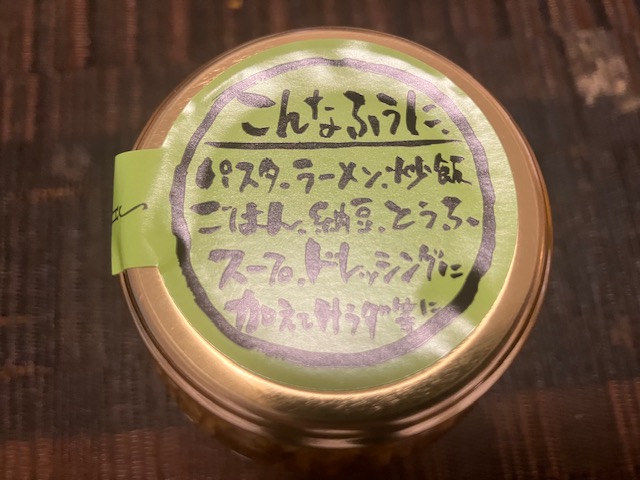 こんなふうに、
パスタ、ラーメン、炒飯
ごはん、納豆、とうふ、
スープ、ドレッシングに
加えてサラダ等に